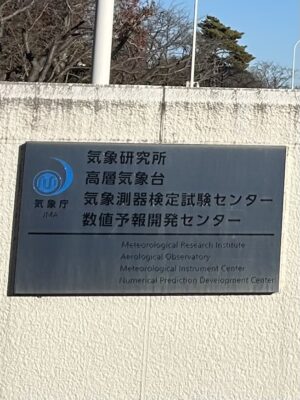 気象研究所
高層気象台
気象測器検定試験センター
数値予報開発センター
気象庁
JMA
Meteorological Research Institute
Aerological Observatory
Meteorological Instrument Center
Numerical Prediction Development Center